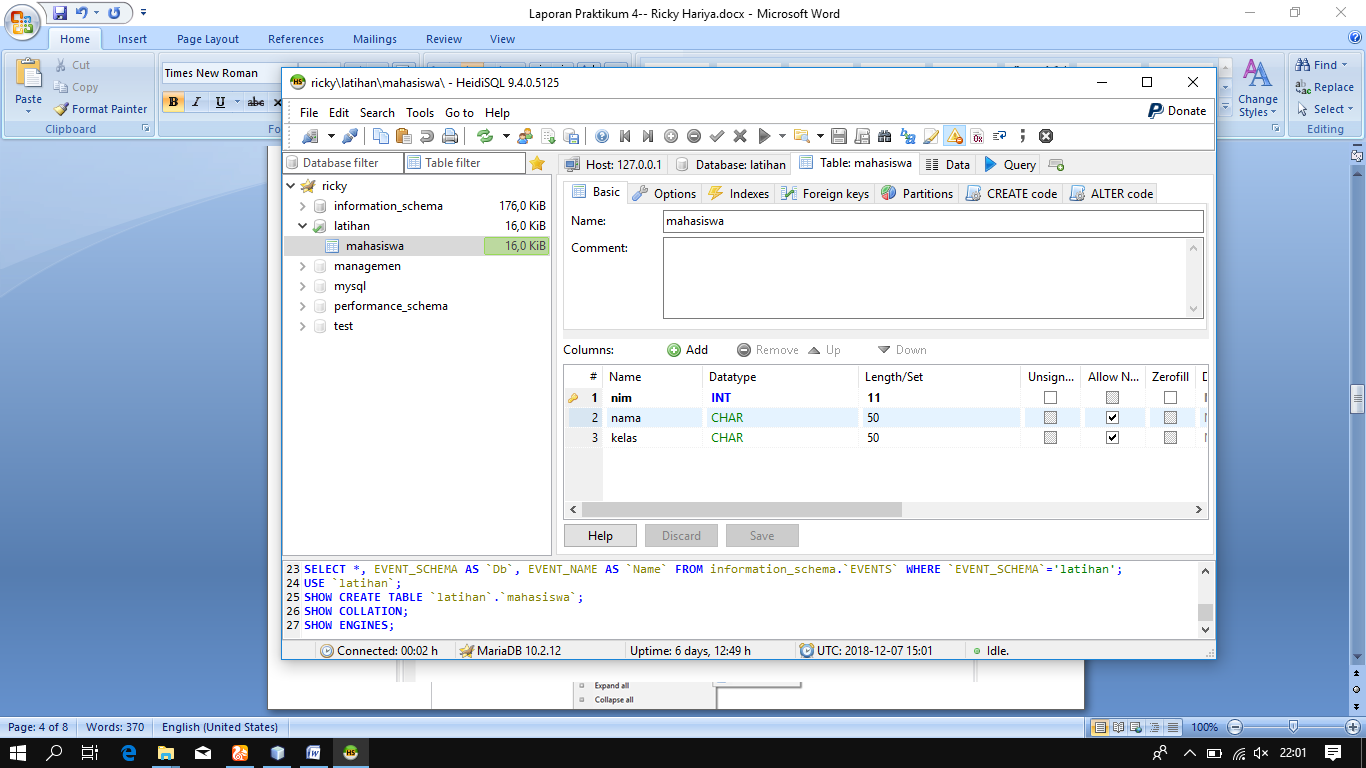 Laporan Praktikum 4-- Ricky Hariya.docx - Microsoft Word
Home Insert Page Layout References Mailings Review View
Paste
Cut
Copy
Format Painter
Clipboard
Times New Roman
B I U abc
Change Styles
Find
Replace
Select
Editing
ricky\latihan\mahasiswa\ - HeidiSQL 9.4.0.5125
File Edit Search Tools Go to Help
Donate
Database filter Table filter
Host: 127.0.0.1 Database: latihan Table: mahasiswa Data Query
ricky
information_schema 176,0 KiB
latihan 16,0 KiB
mahasiswa 16,0 KiB
managemen
mysql
performance_schema
test
Basic Options Indexes Foreign keys Partitions CREATE code ALTER code
Name: mahasiswa
Comment:
Columns: Add Remove Up Down
# Name Datatype Length/Set Unsign... Allow N... Zerofill D
1 nim INT 11
2 nama CHAR 50
3 kelas CHAR 50
Help Discard Save
23 SELECT *, EVENT_SCHEMA AS `Db`, EVENT_NAME AS `Name` FROM information_schema.`EVENTS` WHERE `EVENT_SCHEMA`='latihan';
24 USE `latihan`;
25 SHOW CREATE TABLE `latihan`.`mahasiswa`;
26 SHOW COLLATION;
27 SHOW ENGINES;
Connected: 00:02 h MariaDB 10.2.12 Uptime: 6 days, 12:49 h UTC: 2018-12-07 15:01 Idle.
Expand all
Collapse all
Page: 4 of 8 Words: 370 English (United States) 100%
22:01